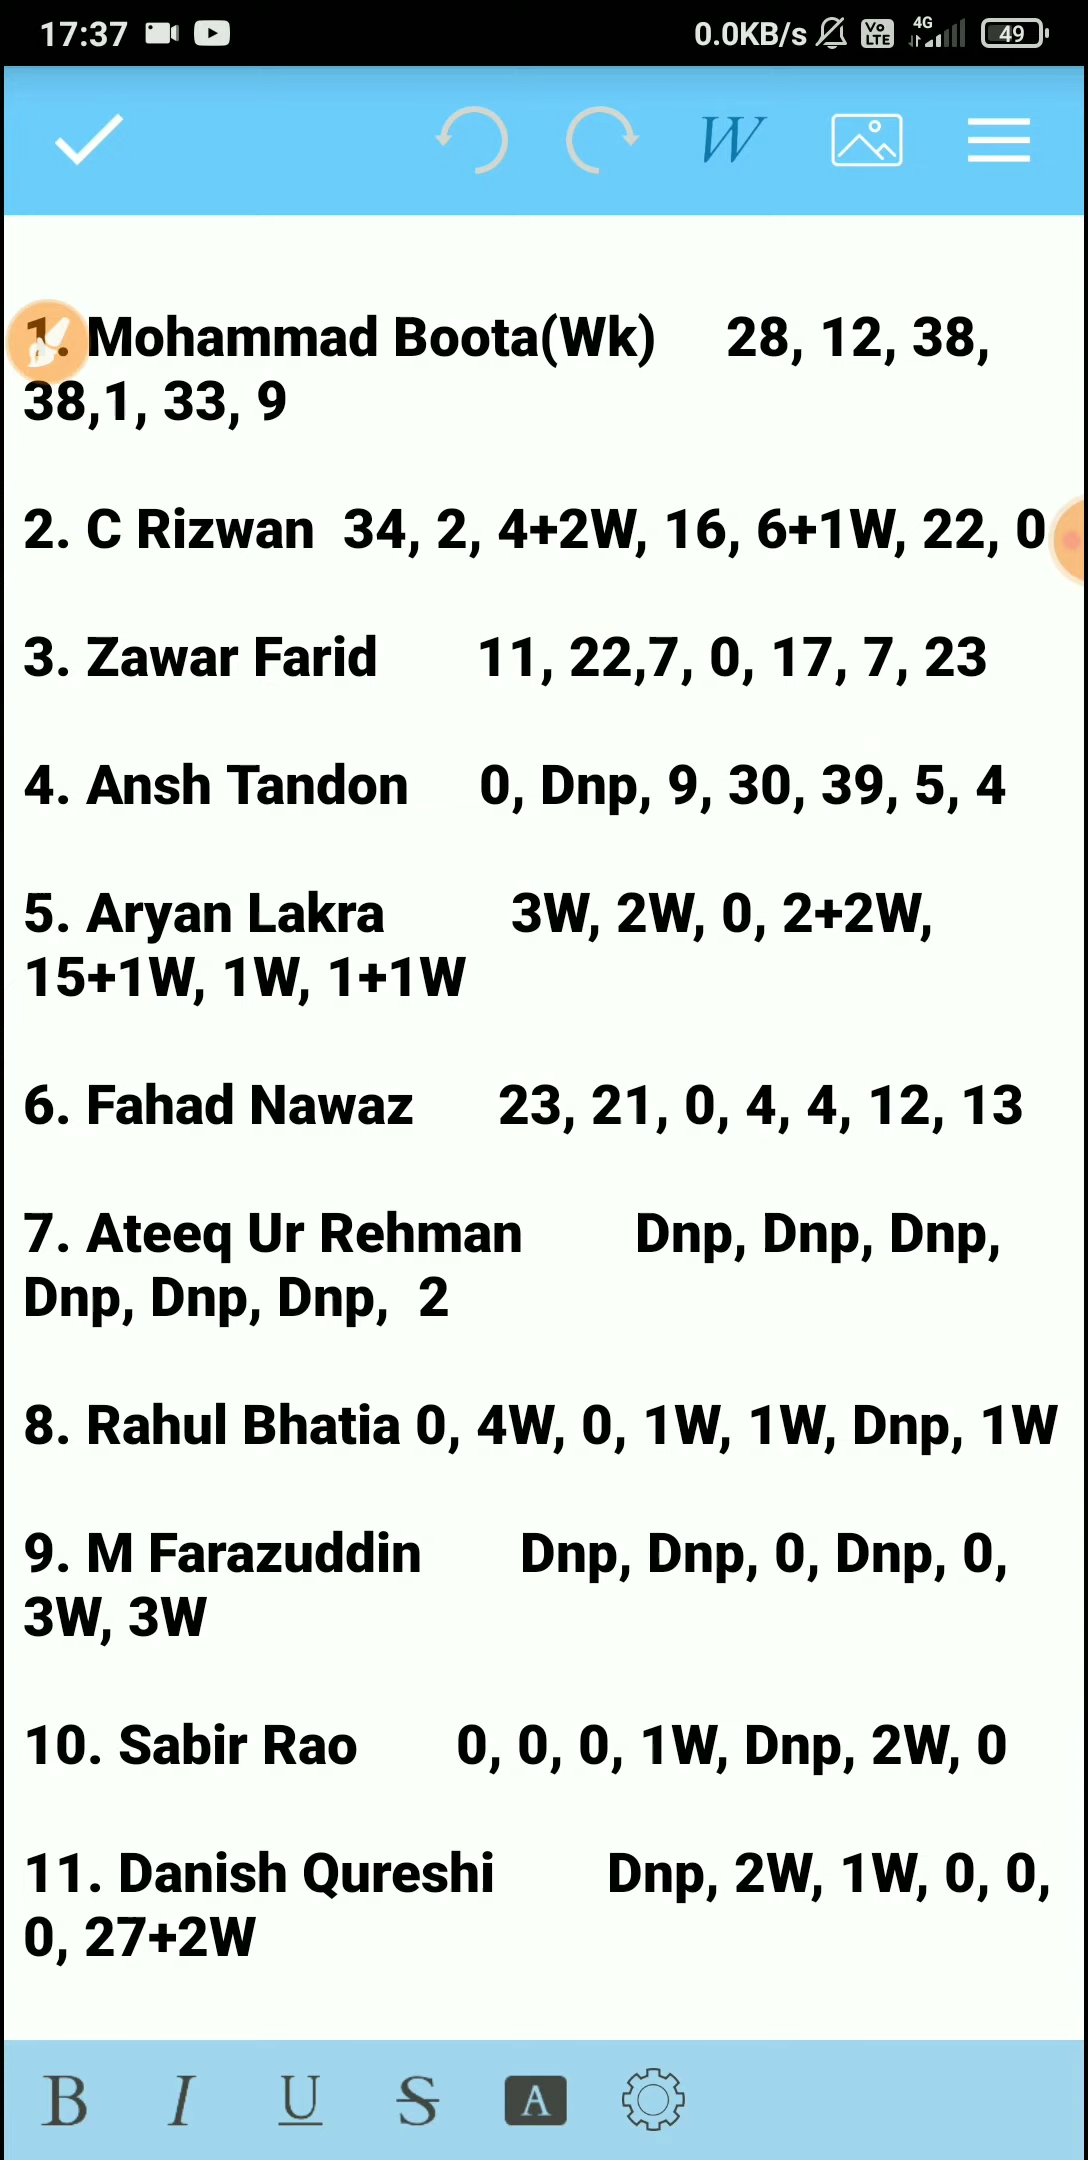 17:37 0.0KB/s Vo LTE 4G 49
W
1. Mohammad Boota(Wk) 28, 12, 38,
38,1, 33, 9
2. C Rizwan 34, 2, 4+2W, 16, 6+1W, 22, 0
3. Zawar Farid 11, 22,7, 0, 17, 7, 23
4. Ansh Tandon 0, Dnp, 9, 30, 39, 5, 4
5. Aryan Lakra 3W, 2W, 0, 2+2W,
15+1W, 1W, 1+1W
6. Fahad Nawaz 23, 21, 0, 4, 4, 12, 13
7. Ateeq Ur Rehman Dnp, Dnp, Dnp,
Dnp, Dnp, Dnp, 2
8. Rahul Bhatia 0, 4W, 0, 1W, 1W, Dnp, 1W
9. M Farazuddin Dnp, Dnp, 0, Dnp, 0,
3W, 3W
10. Sabir Rao 0, 0, 0, 1W, Dnp, 2W, 0
11. Danish Qureshi Dnp, 2W, 1W, 0, 0,
0, 27+2W
B I U S A